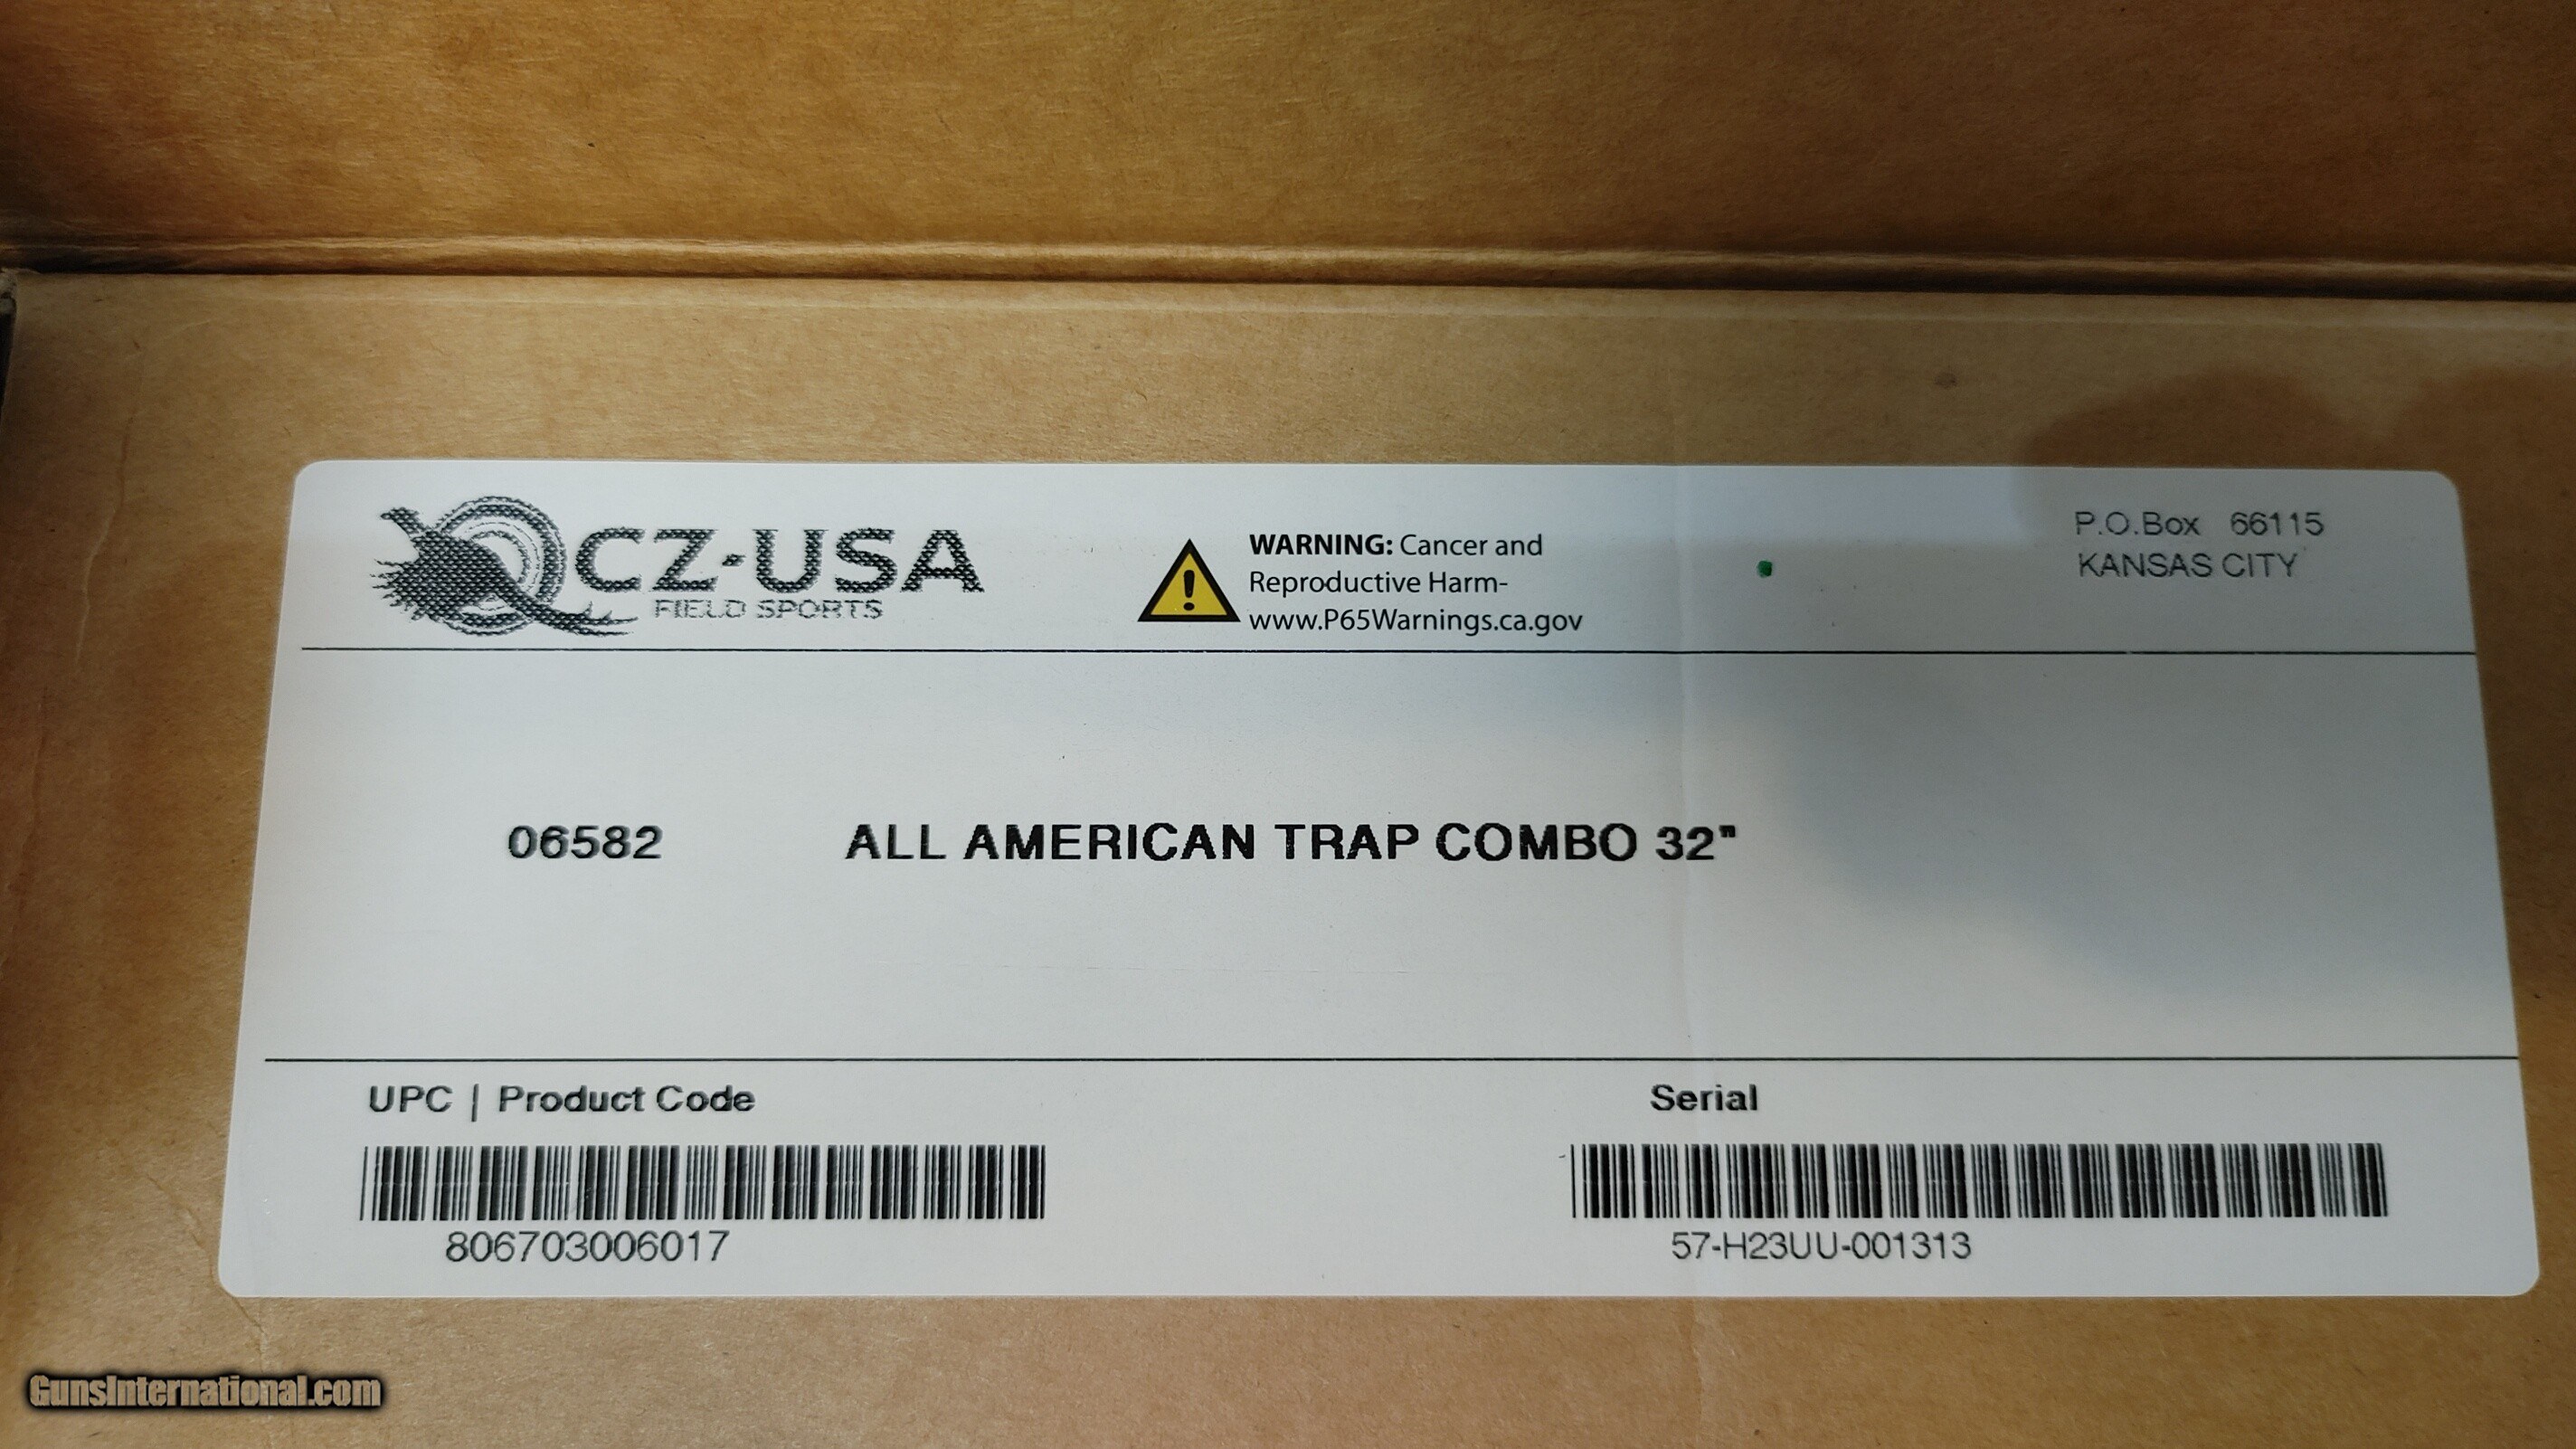 CZ-USA
FIELD SPORTS
WARNING: Cancer and
Reproductive Harm-
www.P65Warnings.ca.gov
P.O.Box 66115
KANSAS CITY
06582 ALL AMERICAN TRAP COMBO 32"
UPC | Product Code
806703006017
Serial
57-H23UU-001313
GunsInternational.com